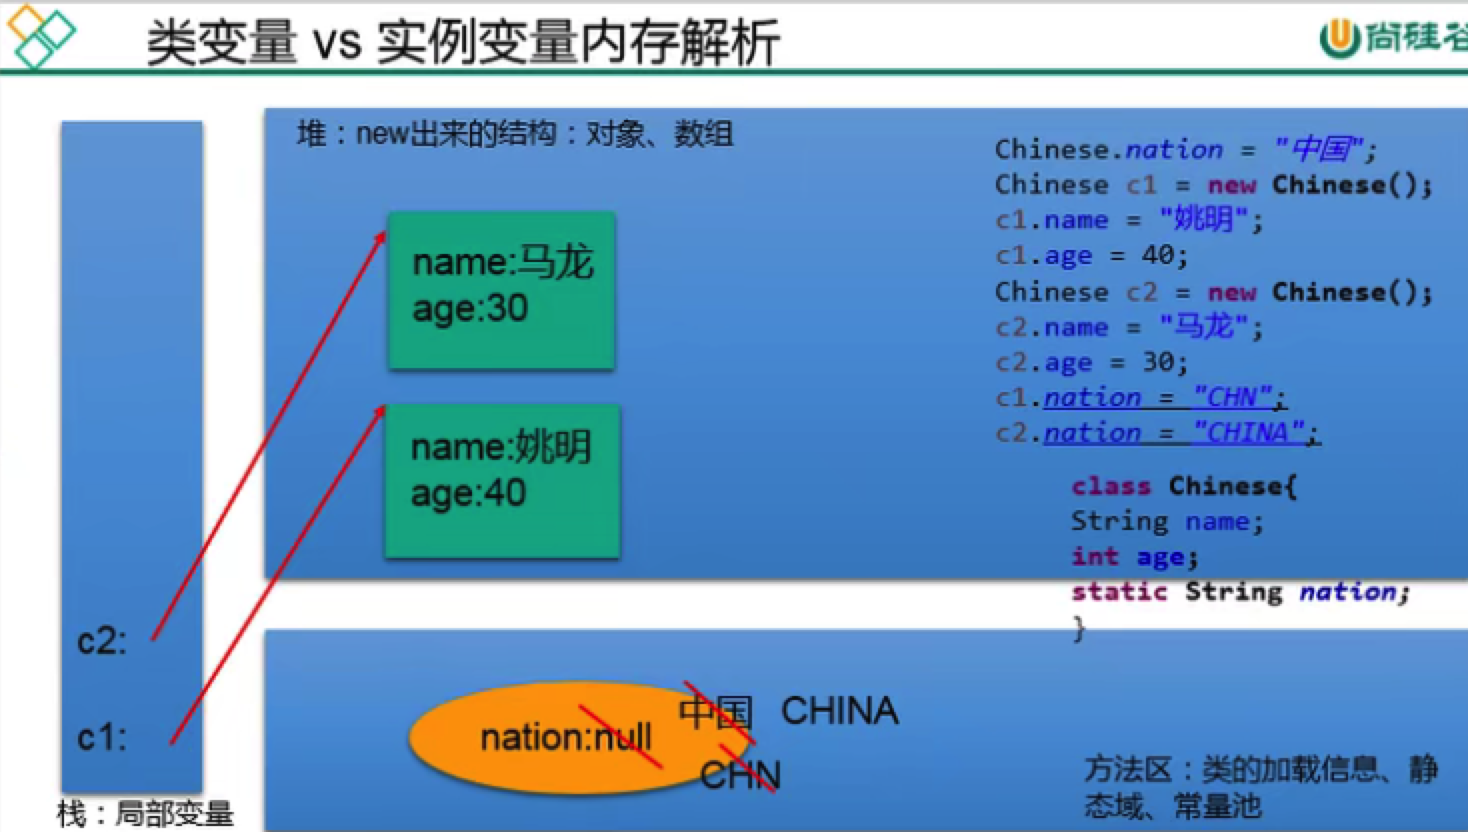 类变量 vs 实例变量内存解析
尚硅谷
堆：new出来的结构：对象、数组
name:马龙
age:30
name:姚明
age:40
Chinese.nation = "中国";
Chinese c1 = new Chinese();
c1.name = "姚明";
c1.age = 40;
Chinese c2 = new Chinese();
c2.name = "马龙";
c2.age = 30;
c1.nation = "CHN";
c2.nation = "CHINA";
class Chinese{
String name;
int age;
static String nation;
}
c2:
c1:
栈：局部变量
nation:null
中国 CHINA
CHN
方法区：类的加载信息、静
态域、常量池